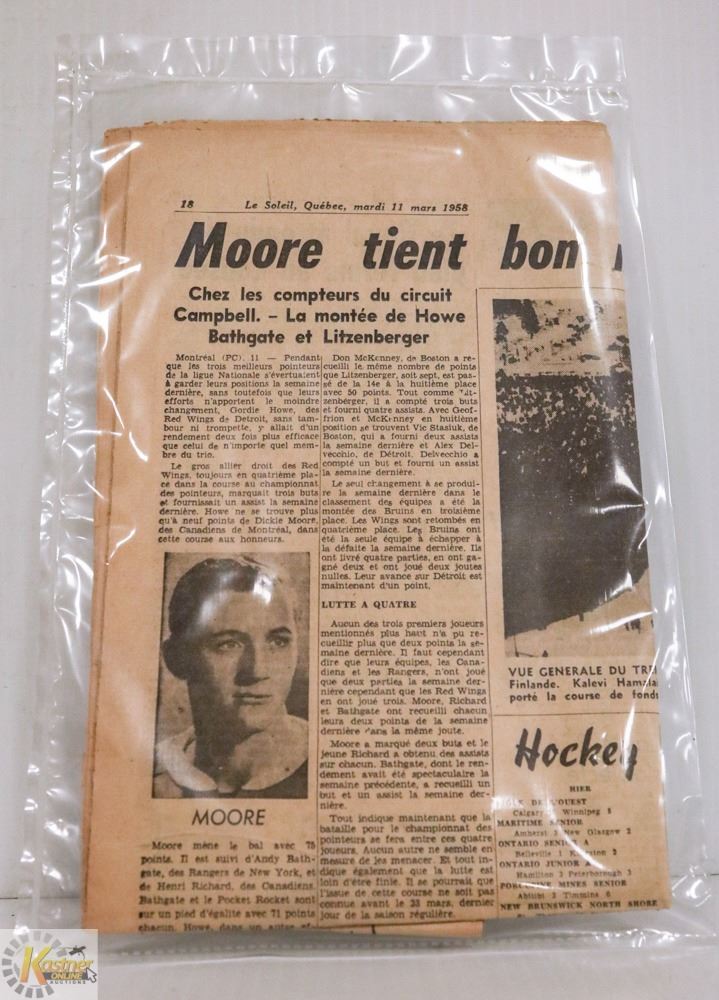 18 Le Soleil, Québec, mardi 11 mars 1958
Moore tient bon
Chez les compteurs du circuit
Campbell. – La montée de Howe
Bathgate et Litzenberger
Montréal (PC), 11 — Pendant
que les trois meilleurs pointeurs
de la ligue Nationale s'évertuaient
à garder leurs positions la semaine
dernière, sans toutefois que leurs
efforts n'apportent le moindre
changement, Gordie Howe, des
Red Wings de Detroit, sans tam-
bour ni trompette, y allait d'un
rendement deux fois plus efficace
que celui de n'importe quel mem-
bre du trio.
Le gros ailier droit des Red
Wings, toujours en quatrième pla-
ce dans la course au championnat
des pointeurs, marquait trois buts
et fournissait un assist la semaine
dernière. Howe ne se trouve plus
qu'à neuf points de Dickie Moore,
des Canadiens de Montréal, dans
cette course aux honneurs.
MOORE
Moore mène le bal avec 75
points. Il est suivi d'Andy Bath-
gate, des Rangers de New York, et
de Henri Richard, des Canadiens.
Bathgate et le Pocket Rocket sont
sur un pied d'égalité avec 71 points
chacun. Howe, dans un autre
Don McKenney, de Boston a re-
cueilli le même nombre de points
que Litzenberger, soit sept, est pas-
sé de la 14e à la huitième place
avec 50 points. Tout comme
zenberger, il a compté trois buts
et fourni quatre assists. Avec Geof-
frion et McKenney en huitième
position se trouvent Vic Stasiuk, de
Boston, qui a fourni deux assists
la semaine dernière et Alex Del-
vecchio, de Détroit. Delvecchio a
compté un but et fourni un assist
la semaine dernière.
Le seul changement à se produi-
re la semaine dernière dans le
classement des équipes a été la
montée des Bruins en troisième
place. Les Wings sont retombés en
quatrième place. Les Bruins ont
été la seule équipe à échapper à
la défaite la semaine dernière. Ils
ont livré quatre parties, en ont ga-
gné deux et ont joué deux joutes
nulles. Leur avance sur Détroit est
maintenant d'un point.
LUTTE A QUATRE
Aucun des trois premiers joueurs
mentionnés plus haut n'a pu re-
cueillir plus que deux points la se-
maine dernière. Il faut cependant
dire que leurs équipes, les Cana-
diens et les Rangers, n'ont joué
que deux parties la semaine der-
nière cependant que les Red Wings
en ont joué trois. Moore, Richard
et Bathgate ont recueilli chacun
leurs deux points de la semaine
dernière dans la même joute.
Moore a marqué deux buts et le
jeune Richard a obtenu des assists
sur chacun. Bathgate, dont le ren-
dement avait été spectaculaire la
semaine précédente, a recueilli un
but et un assist la semaine der-
nière.
Tout indique maintenant que la
bataille pour le championnat des
pointeurs se fera entre ces quatre
joueurs. Aucun autre ne semble en
mesure de les menacer. Et tout in-
dique également que la lutte est
loin d'être finie. Il se pourrait que
l'issue de cette course ne soit pas
connue avant le 23 mars, dernier
jour de la saison régulière.
VUE GENERALE DU
Finlande. Kalevi
porté la course de fonds
Hockey
HIER
DE L'OUEST
Calgary Winnipeg
MARITIME SENIOR
Amherst 3 New Glasgow 2
ONTARIO SENIOR A
Belleville
ONTARIO JUNIOR A
Hamilton 3 Peterborough 3
PORCUPINE MINES SENIOR
Abitibi 3 Timmins 6
NEW BRUNSWICK NORTH SHORE
Kastner
ONLINE
AUCTIONS